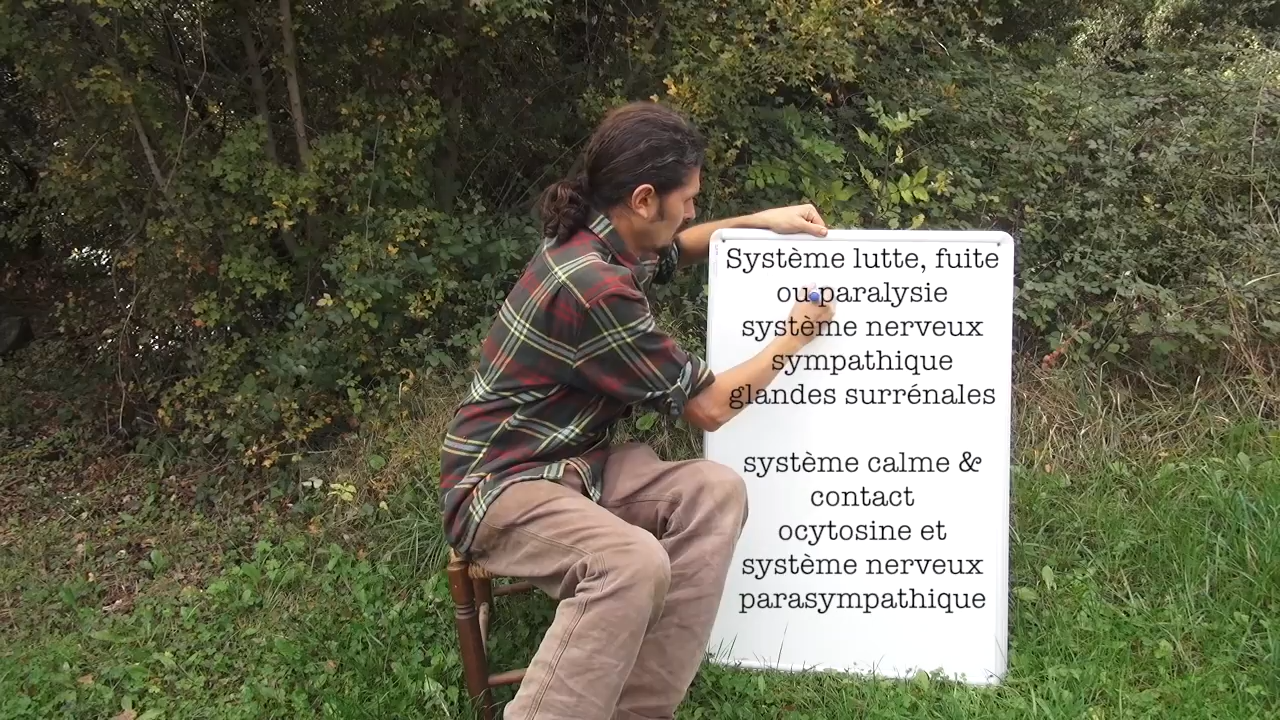 Système lutte, fuite
ou paralysie
système nerveux
sympathique
glandes surrénales
système calme &
contact
ocytosine et
système nerveux
parasympathique